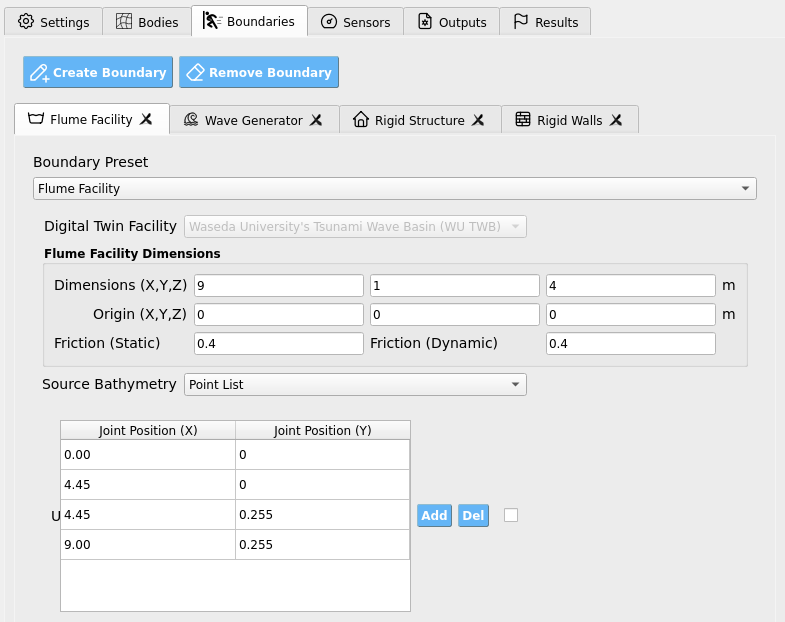 Settings Bodies Boundaries Sensors Outputs Results
Create Boundary Remove Boundary
Flume Facility Wave Generator Rigid Structure Rigid Walls
Boundary Preset
Flume Facility
Digital Twin Facility Waseda University's Tsunami Wave Basin (WU TWB)
Flume Facility Dimensions
Dimensions (X,Y,Z) 9 1 4 m
Origin (X,Y,Z) 0 0 0 m
Friction (Static) 0.4 Friction (Dynamic) 0.4
Source Bathymetry Point List
Joint Position (X) Joint Position (Y)
0.00 0
4.45 0
U 4.45 0.255 Add Del
9.00 0.255